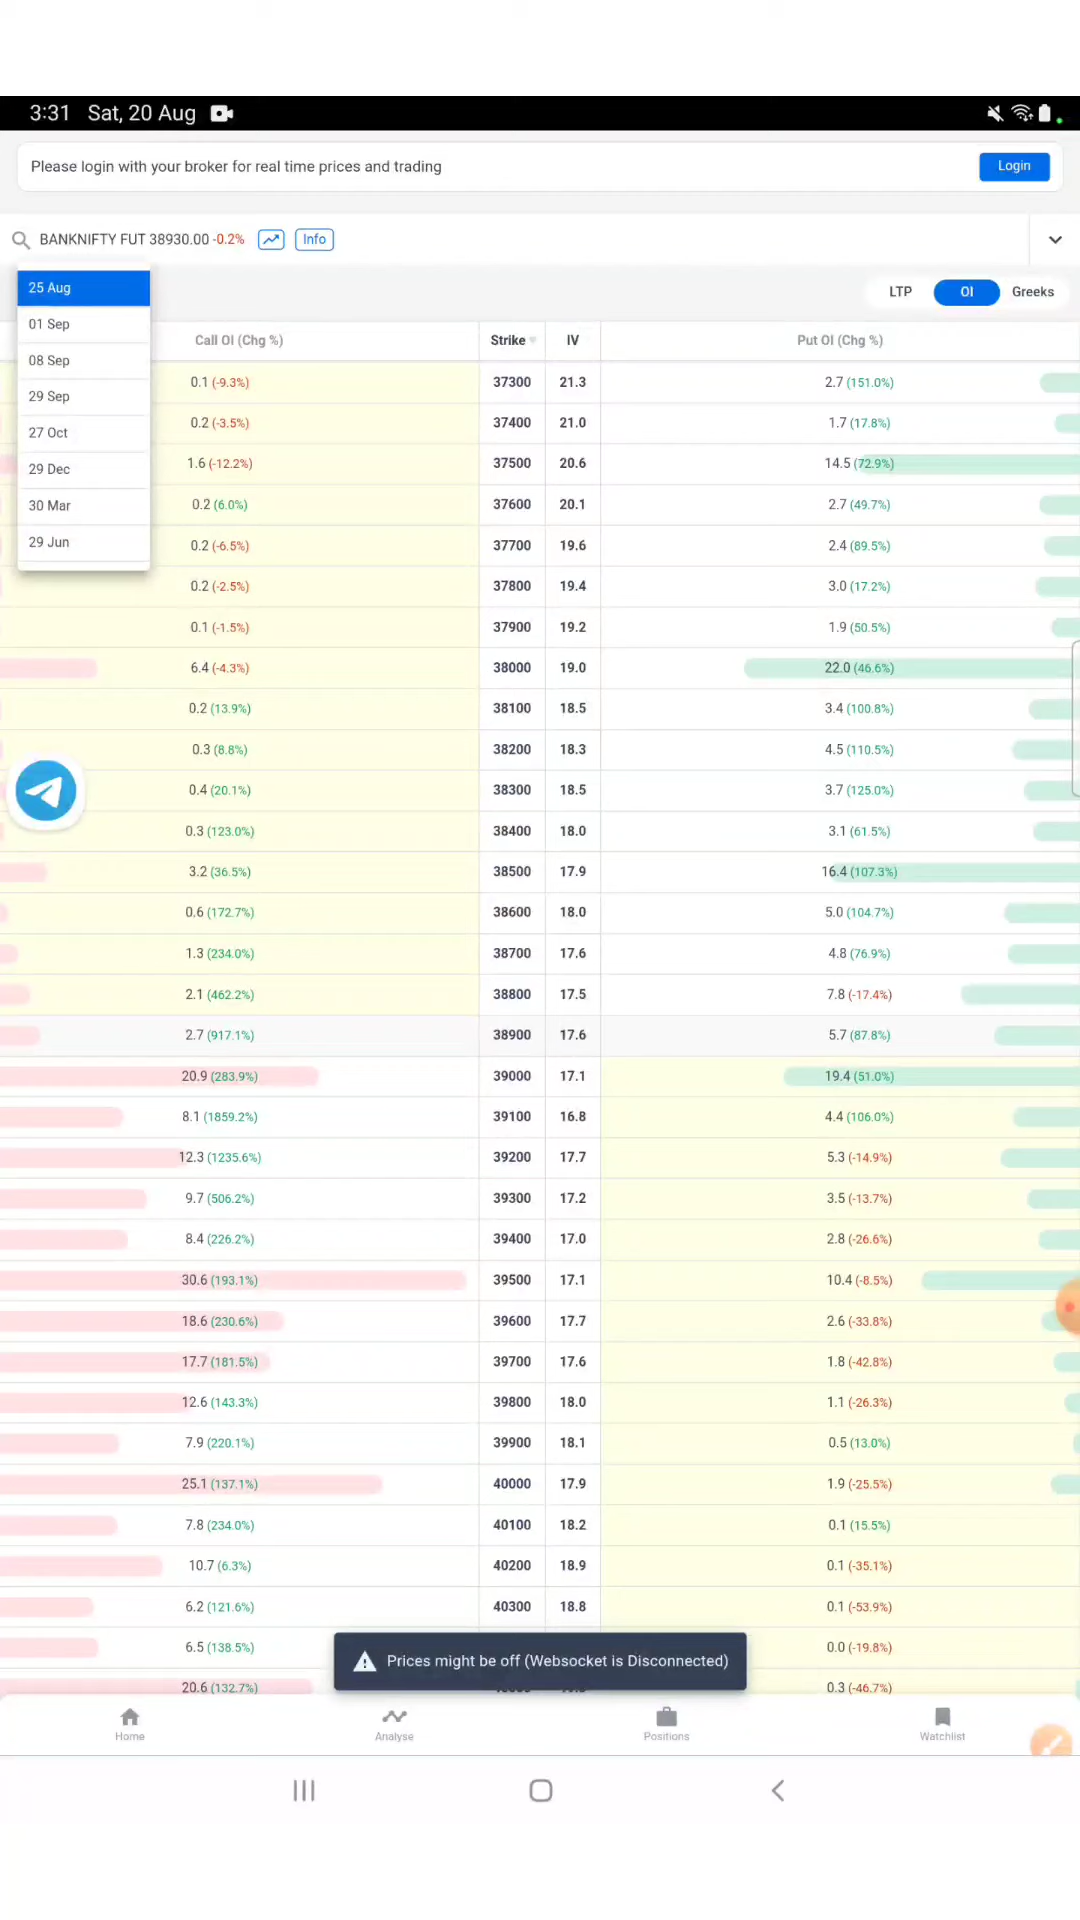 3:31 Sat, 20 Aug
Please login with your broker for real time prices and trading Login
BANKNIFTY FUT 38930.00 -0.2% Info
25 Aug
01 Sep
08 Sep
29 Sep
27 Oct
29 Dec
30 Mar
29 Jun
LTP OI Greeks
Call OI (Chg %) Strike IV Put OI (Chg %)
0.1 (-9.3%) 37300 21.3 2.7 (151.0%)
0.2 (-3.5%) 37400 21.0 1.7 (17.8%)
1.6 (-12.2%) 37500 20.6 14.5 (72.9%)
0.2 (6.0%) 37600 20.1 2.7 (49.7%)
0.2 (-6.5%) 37700 19.6 2.4 (89.5%)
0.2 (-2.5%) 37800 19.4 3.0 (17.2%)
0.1 (-1.5%) 37900 19.2 1.9 (50.5%)
6.4 (-4.3%) 38000 19.0 22.0 (46.6%)
0.2 (13.9%) 38100 18.5 3.4 (100.8%)
0.3 (8.8%) 38200 18.3 4.5 (110.5%)
0.4 (20.1%) 38300 18.5 3.7 (125.0%)
0.3 (123.0%) 38400 18.0 3.1 (61.5%)
3.2 (36.5%) 38500 17.9 16.4 (107.3%)
0.6 (172.7%) 38600 18.0 5.0 (104.7%)
1.3 (234.0%) 38700 17.6 4.8 (76.9%)
2.1 (462.2%) 38800 17.5 7.8 (-17.4%)
2.7 (917.1%) 38900 17.6 5.7 (87.8%)
20.9 (283.9%) 39000 17.1 19.4 (51.0%)
8.1 (1859.2%) 39100 16.8 4.4 (106.0%)
12.3 (1235.6%) 39200 17.7 5.3 (-14.9%)
9.7 (506.2%) 39300 17.2 3.5 (-13.7%)
8.4 (226.2%) 39400 17.0 2.8 (-26.6%)
30.6 (193.1%) 39500 17.1 10.4 (-8.5%)
18.6 (230.6%) 39600 17.7 2.6 (-33.8%)
17.7 (181.5%) 39700 17.6 1.8 (-42.8%)
12.6 (143.3%) 39800 18.0 1.1 (-26.3%)
7.9 (220.1%) 39900 18.1 0.5 (13.0%)
25.1 (137.1%) 40000 17.9 1.9 (-25.5%)
7.8 (234.0%) 40100 18.2 0.1 (15.5%)
10.7 (6.3%) 40200 18.9 0.1 (-35.1%)
6.2 (121.6%) 40300 18.8 0.1 (-53.9%)
6.5 (138.5%) 0.0 (-19.8%)
Prices might be off (Websocket is Disconnected)
20.6 (132.7%) 0.3 (-46.7%)
Home Analyse Positions Watchlist